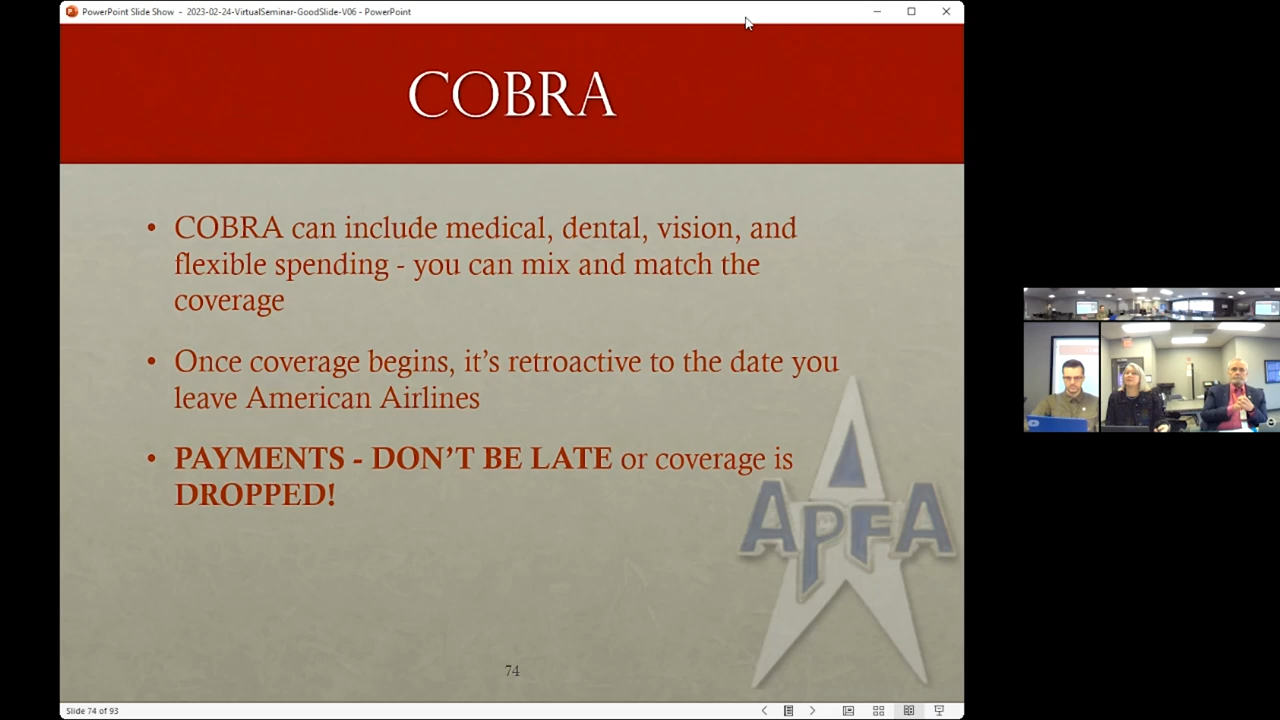 PowerPoint Slide Show - 2023-02-24-VirtualSeminar-GoodSlide-V06 - PowerPoint
COBRA
• COBRA can include medical, dental, vision, and
flexible spending - you can mix and match the
coverage
• Once coverage begins, it's retroactive to the date you
leave American Airlines
• PAYMENTS - DON'T BE LATE or coverage is
DROPPED!
APFA
74
Slide 74 of 93